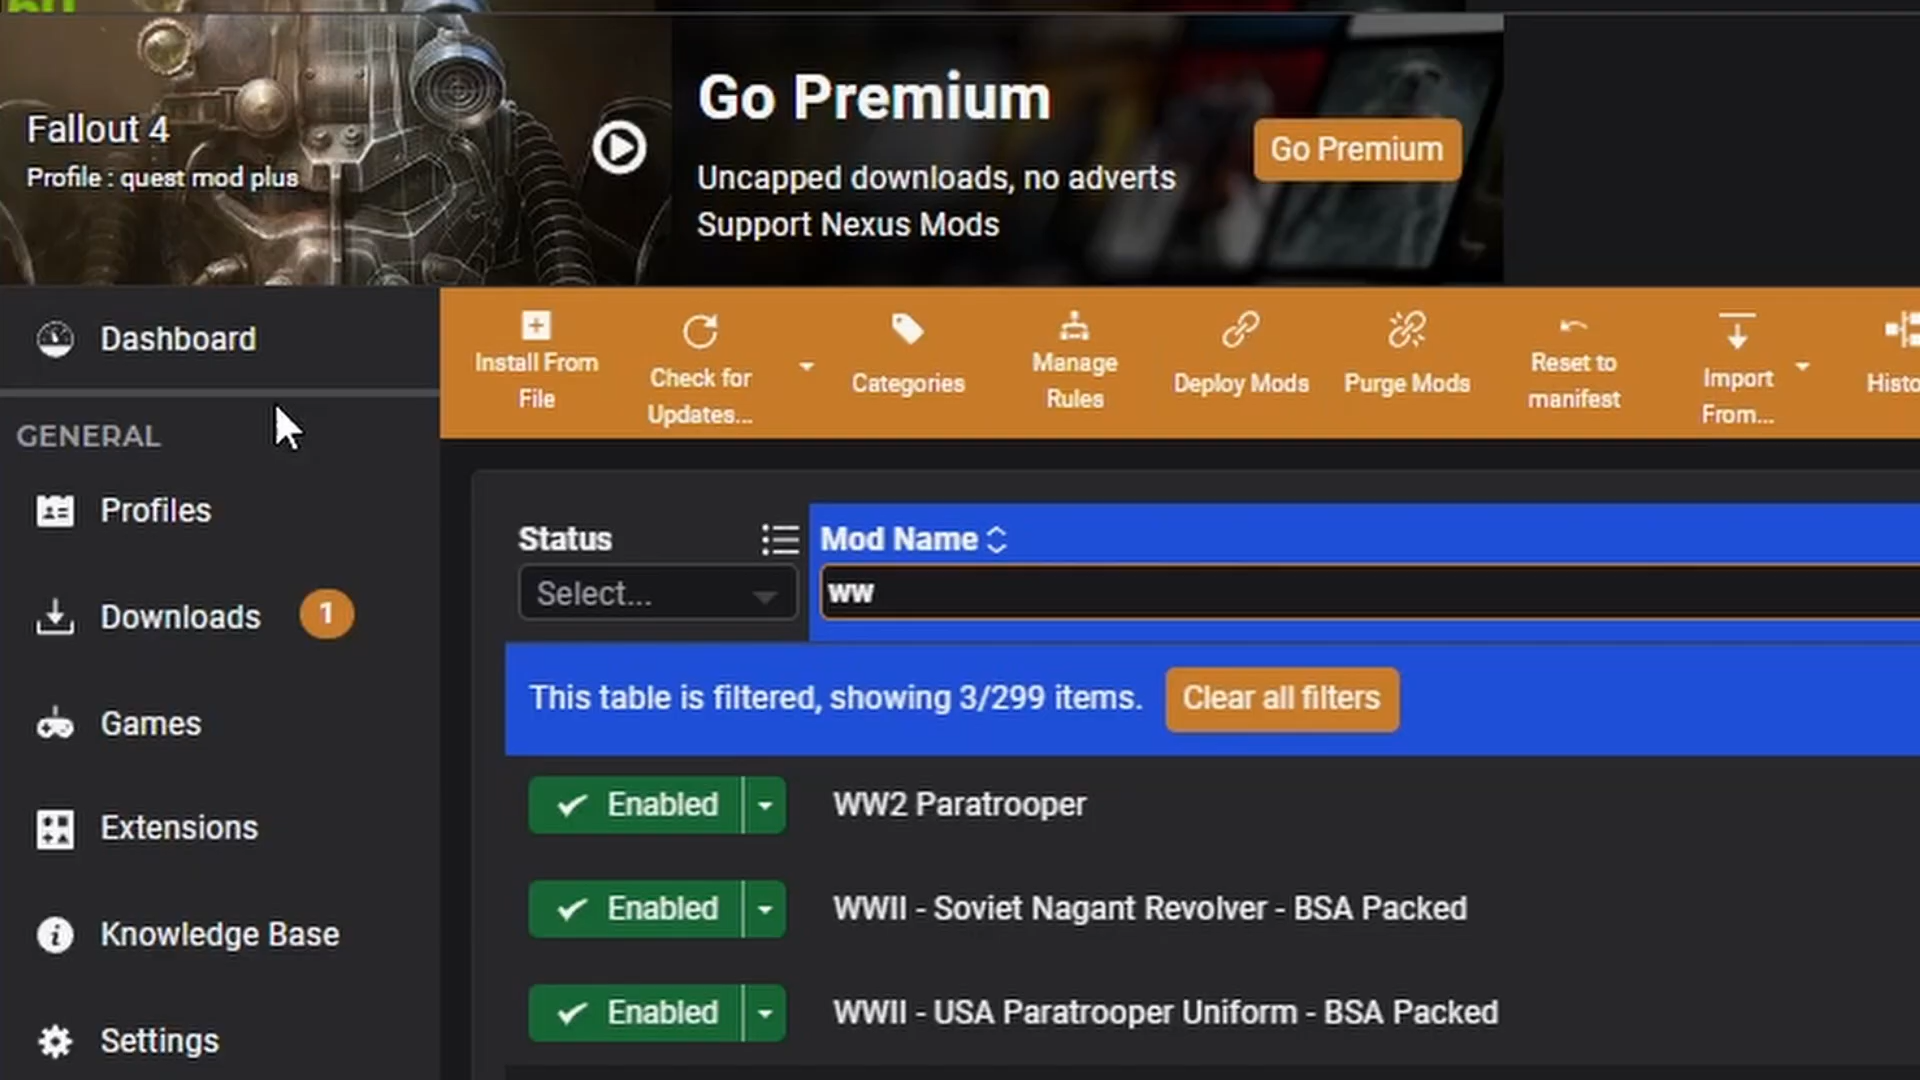 Fallout 4
Profile : quest mod plus
Go Premium
Uncapped downloads, no adverts
Support Nexus Mods
Go Premium
Dashboard
GENERAL
Profiles
Downloads 1
Games
Extensions
Knowledge Base
Settings
Install From
File
Check for
Updates...
Categories
Manage
Rules
Deploy Mods
Purge Mods
Reset to
manifest
Import
From...
Status
Mod Name
Select...
ww
This table is filtered, showing 3/299 items.
Clear all filters
Enabled WW2 Paratrooper
Enabled WWII - Soviet Nagant Revolver - BSA Packed
Enabled WWII - USA Paratrooper Uniform - BSA Packed